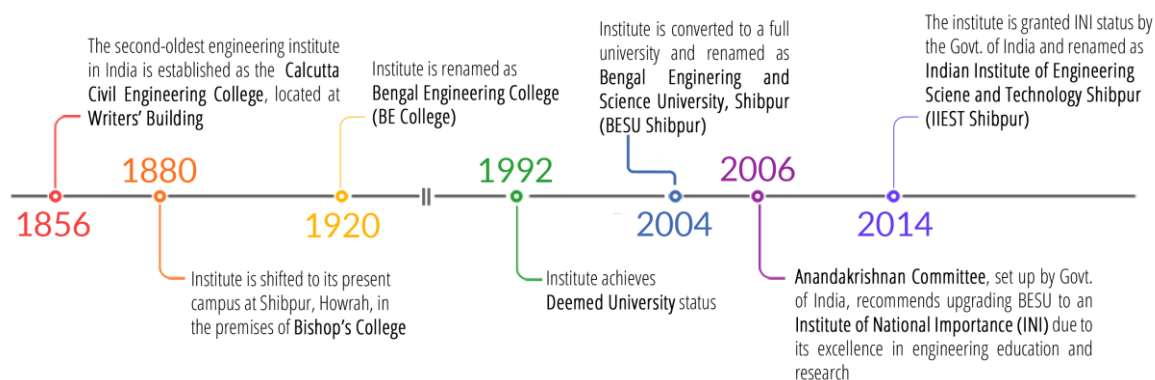 The second-oldest engineering institute
in India is established as the Calcutta
Civil Engineering College, located at
Writers' Building
1856
1880
Institute is shifted to its present
campus at Shibpur, Howrah, in
the premises of Bishop's College
Institute is renamed as
Bengal Engineering College
(BE College)
1920
1992
Institute achieves
Deemed University status
Institute is converted to a full
university and renamed as
Bengal Enginering and
Science University, Shibpur
(BESU Shibpur)
2004
2006
Anandakrishnan Committee, set up by Govt.
of India, recommends upgrading BESU to an
Institute of National Importance (INI) due to
its excellence in engineering education and
research
The institute is granted INI status by
the Govt. of India and renamed as
Indian Institute of Engineering
Sciene and Technology Shibpur
(IIEST Shibpur)
2014